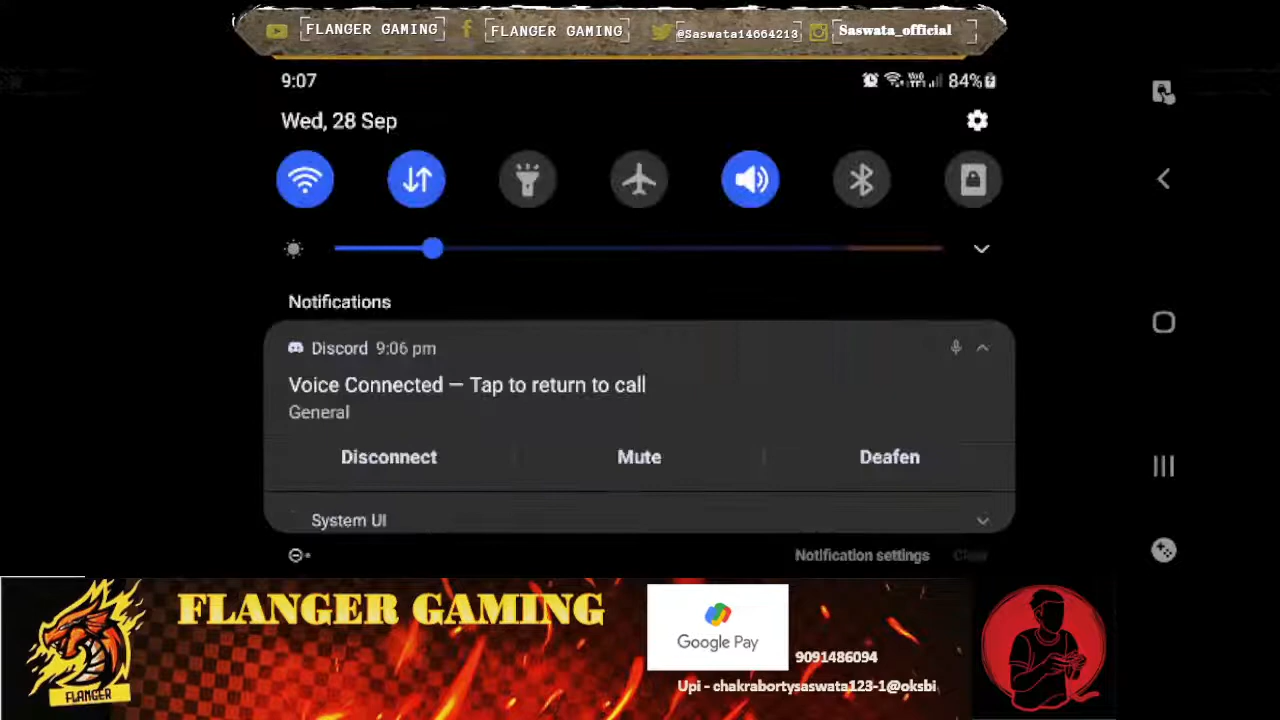 FLANGER GAMING FLANGER GAMING @Saswata14664213 Saswata_official
9:07 84%
Wed, 28 Sep
Notifications
Discord 9:06 pm
Voice Connected — Tap to return to call
General
Disconnect Mute Deafen
System UI
Notification settings Clear
FLANGER GAMING
FLANGER
Google Pay
9091486094
Upi - chakrabortysaswata123-1@oksbi